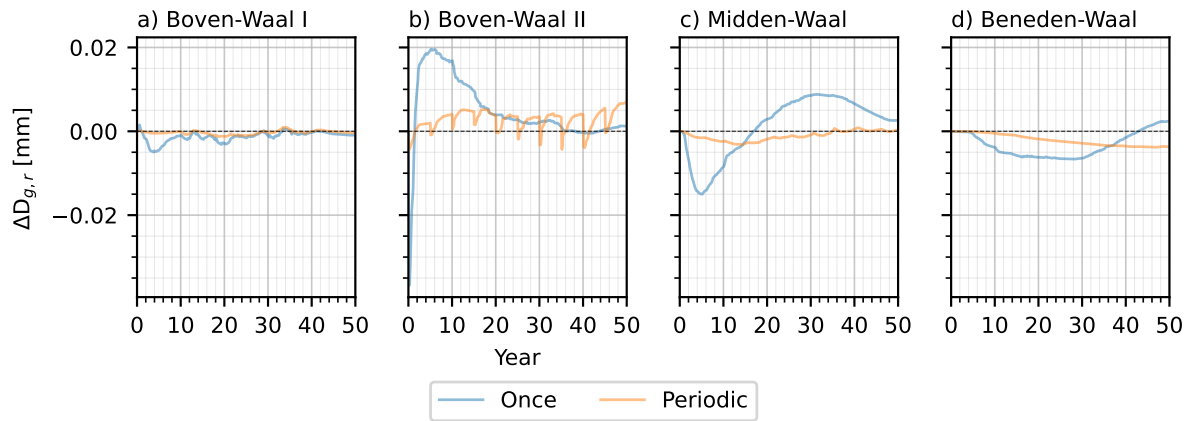 a) Boven-Waal I
b) Boven-Waal II
c) Midden-Waal
d) Beneden-Waal
ΔD_{g,r} [mm]
0.02
0.00
−0.02
0 10 20 30 40 50
0 10 20 30 40 50
0 10 20 30 40 50
0 10 20 30 40 50
Year
Once
Periodic